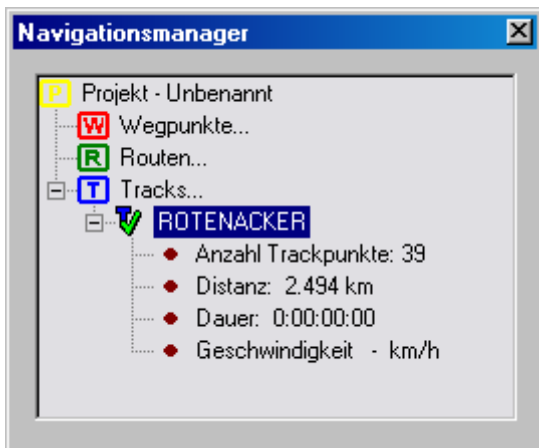 Navigationsmanager
P Projekt - Unbenannt
W Wegpunkte...
R Routen...
T Tracks...
T ROTENACKER
Anzahl Trackpunkte: 39
Distanz: 2.494 km
Dauer: 0:00:00:00
Geschwindigkeit - km/h